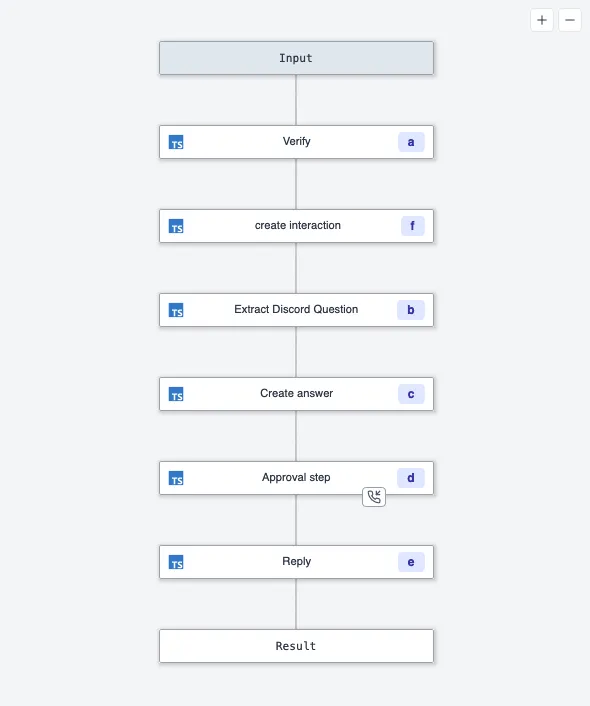 Input
TS Verify a
TS create interaction f
TS Extract Discord Question b
TS Create answer c
TS Approval step d
TS Reply e
Result